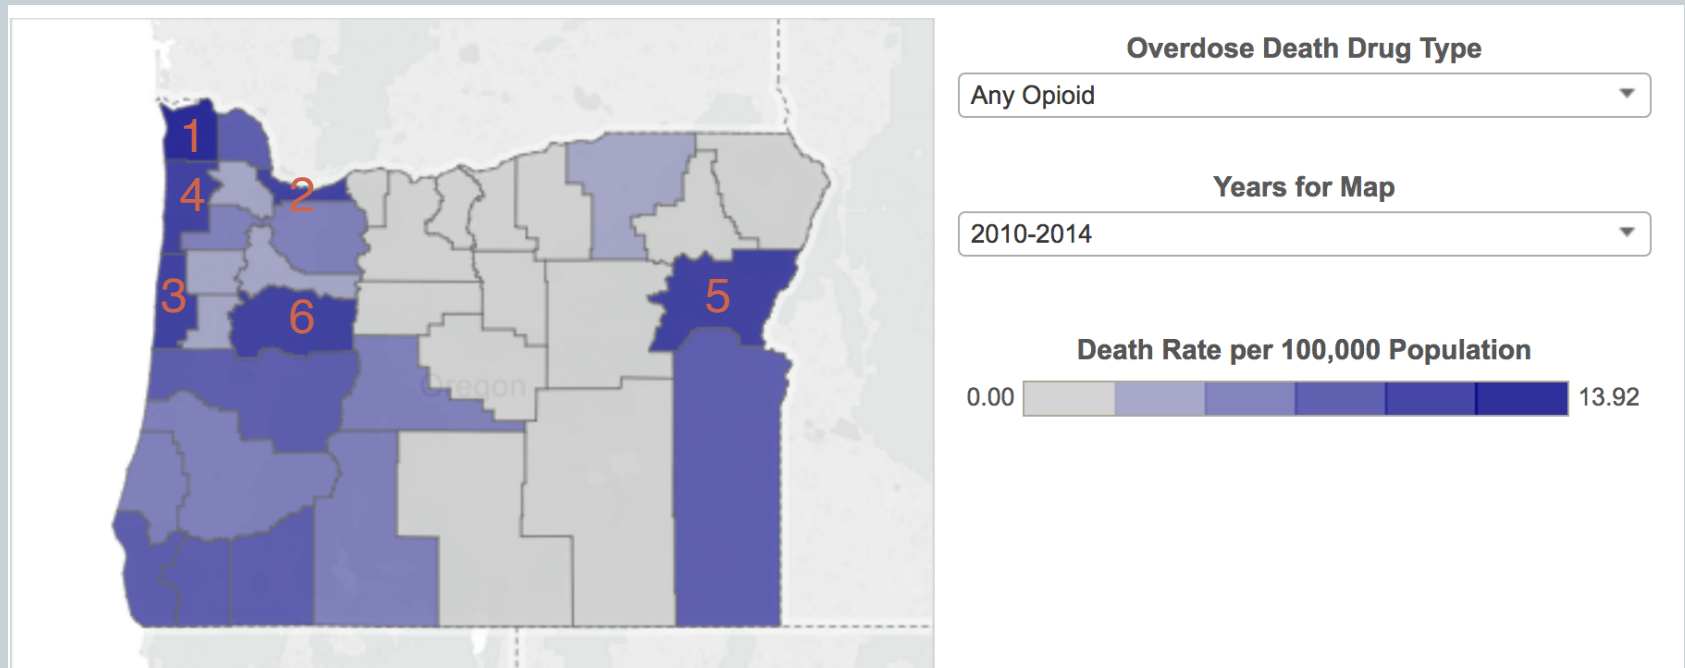 Overdose Death Drug Type
Any Opioid
Years for Map
2010-2014
Death Rate per 100,000 Population
0.00
13.92
1
4
2
3
6
5
Oregon